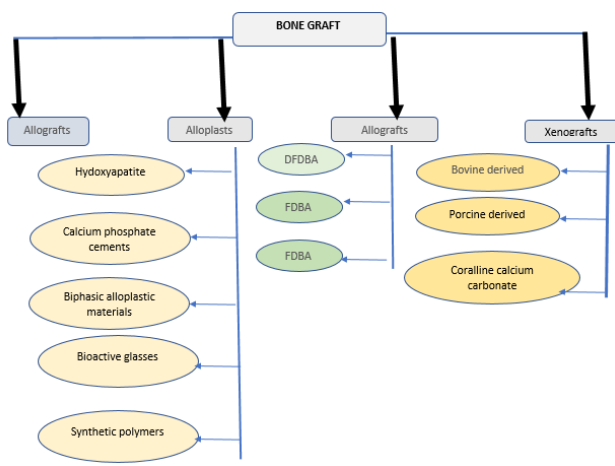 BONE GRAFT
Allografts
Alloplasts
Allografts
Xenografts
Hydoxyapatite
Calcium phosphate
cements
Biphasic alloplastic
materials
Bioactive glasses
Synthetic polymers
DFDBA
FDBA
FDBA
Bovine derived
Porcine derived
Coralline calcium
carbonate